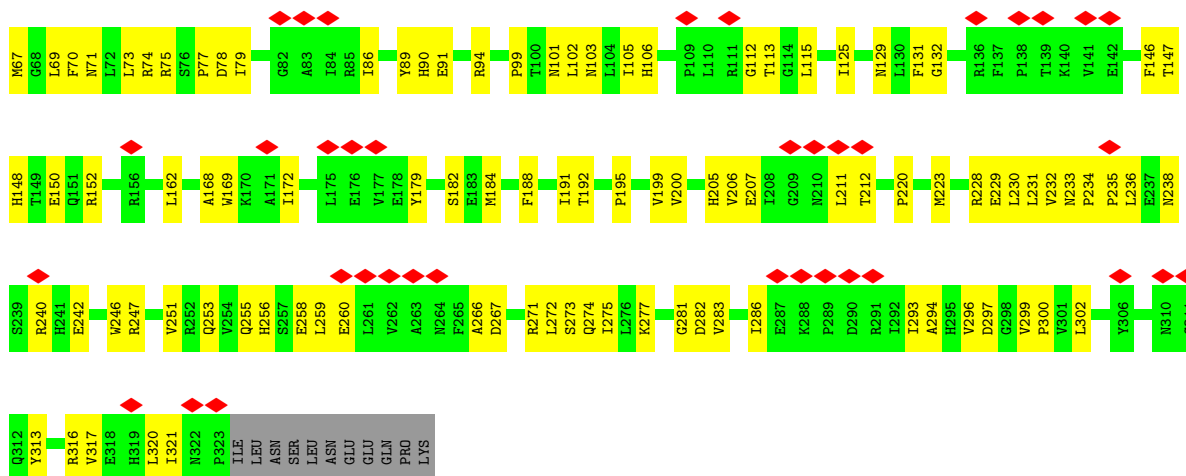 M67 G68 L69 F70 N71 L72 L73 R74 R75 S76 P77 D78 I79 G82 A83 I84 R85 I86 Y89 H90 E91 R94 P99 T100 N101 L102 N103 L104 I105 H106 P109 L110 R111 G112 T113 G114 L115 I125 N129 L130 F131 G132 R136 F137 P138 T139 K140 V141 E142 F146 T147
H148 T149 E150 Q151 R152 R156 L162 A168 W169 K170 A171 I172 L175 E176 V177 E178 Y179 S182 E183 M184 F188 I191 T192 P195 V199 V200 H205 V206 E207 I208 G209 N210 L211 T212 P220 M223 R228 E229 L230 L231 V232 N233 P234 P235 L236 E237 N238
S239 R240 H241 E242 W246 R247 V251 R252 Q253 V254 Q255 H256 S257 E258 L259 E260 L261 V262 A263 N264 F265 A266 D267 R271 L272 S273 Q274 I275 L276 K277 G281 D282 V283 I286 E287 K288 P289 D290 R291 I292 I293 A294 H295 V296 D297 G298 V299 P300 V301 L302 Y306 N310
Q312 Y313 R316 V317 E318 H319 L320 I321 N322 P323 ILE LEU ASN SER LEU ASN GLU GLU GLN PRO LYS